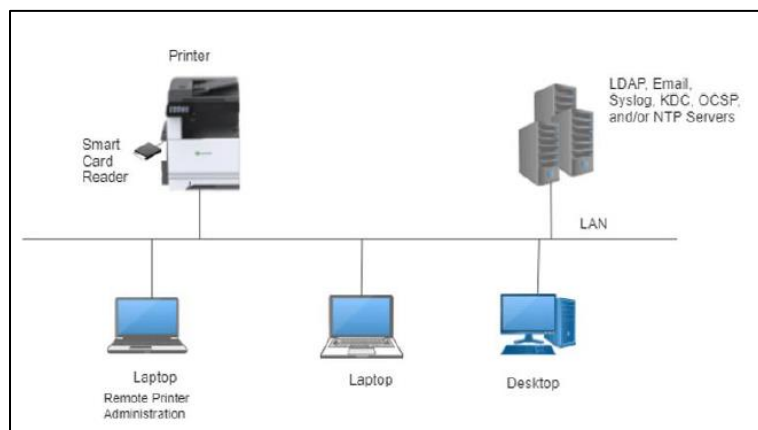 Printer
LDAP, Email,
Syslog, KDC, OCSP,
and/or NTP Servers
Smart
Card
Reader
LAN
Laptop
Remote Printer
Administration
Laptop
Desktop